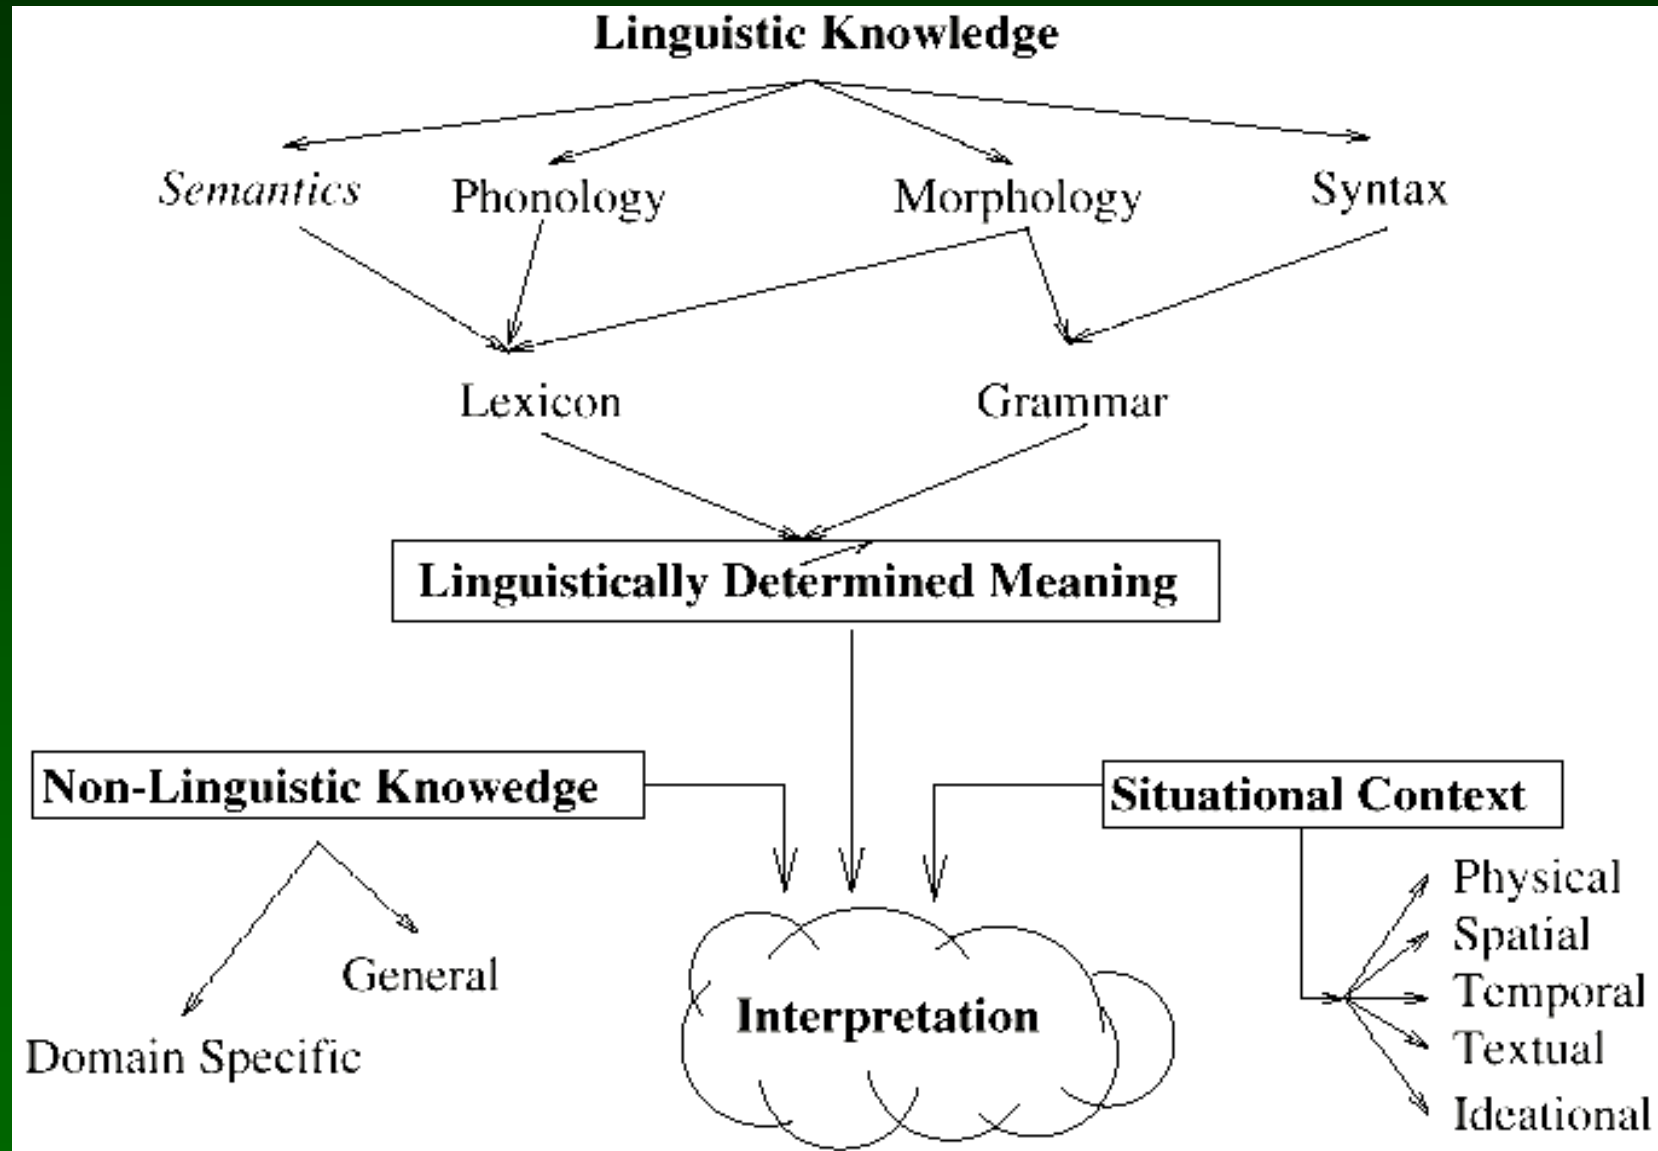 Linguistic Knowledge
Semantics
Phonology
Morphology
Syntax
Lexicon
Grammar
Linguistically Determined Meaning
Non-Linguistic Knowedge
Situational Context
General
Domain Specific
Interpretation
Physical
Spatial
Temporal
Textual
Ideational